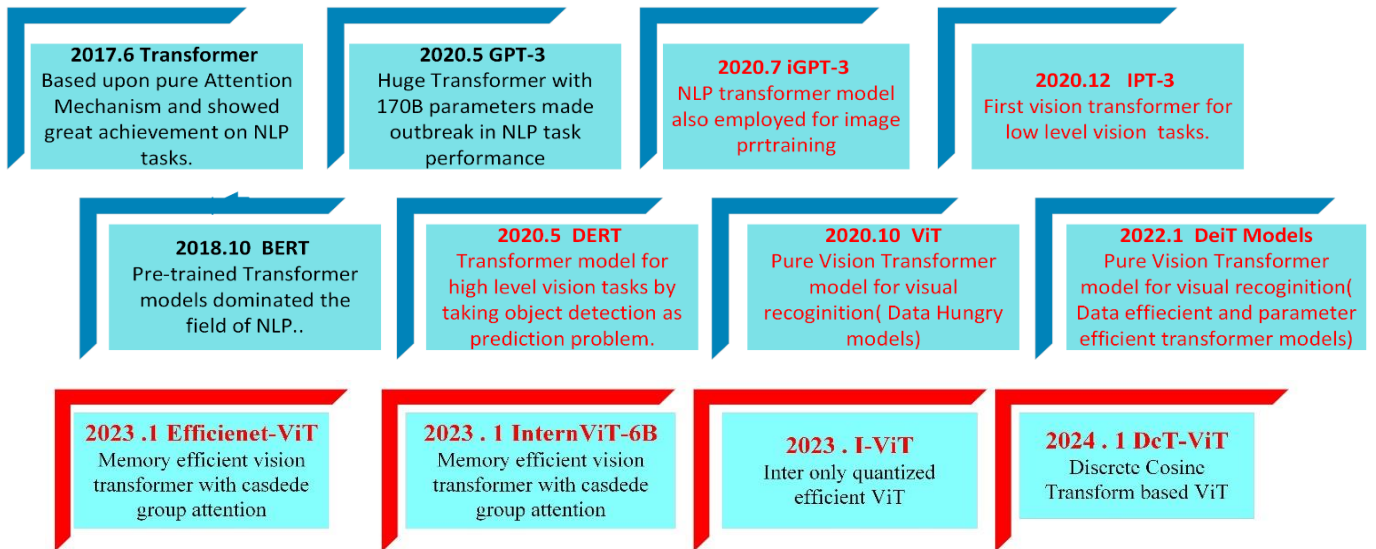 2017.6 Transformer
Based upon pure Attention
Mechanism and showed
great achievement on NLP
tasks.
2020.5 GPT-3
Huge Transformer with
170B parameters made
outbreak in NLP task
performance
2020.7 iGPT-3
NLP transformer model
also employed for image
prrtraining
2020.12 IPT-3
First vision transformer for
low level vision tasks.
2018.10 BERT
Pre-trained Transformer
models dominated the
field of NLP..
2020.5 DERT
Transformer model for
high level vision tasks by
taking object detection as
prediction problem.
2020.10 ViT
Pure Vision Transformer
model for visual
recoginition( Data Hungry
models)
2022.1 DeiT Models
Pure Vision Transformer
model for visual recoginition(
Data effiecient and parameter
efficient transformer models)
2023 .1 Efficienet-ViT
Memory efficient vision
transformer with casdede
group attention
2023 . 1 InternViT-6B
Memory efficient vision
transformer with casdede
group attention
2023 . I-ViT
Inter only quantized
efficient ViT
2024 . 1 DcT-ViT
Discrete Cosine
Transform based ViT